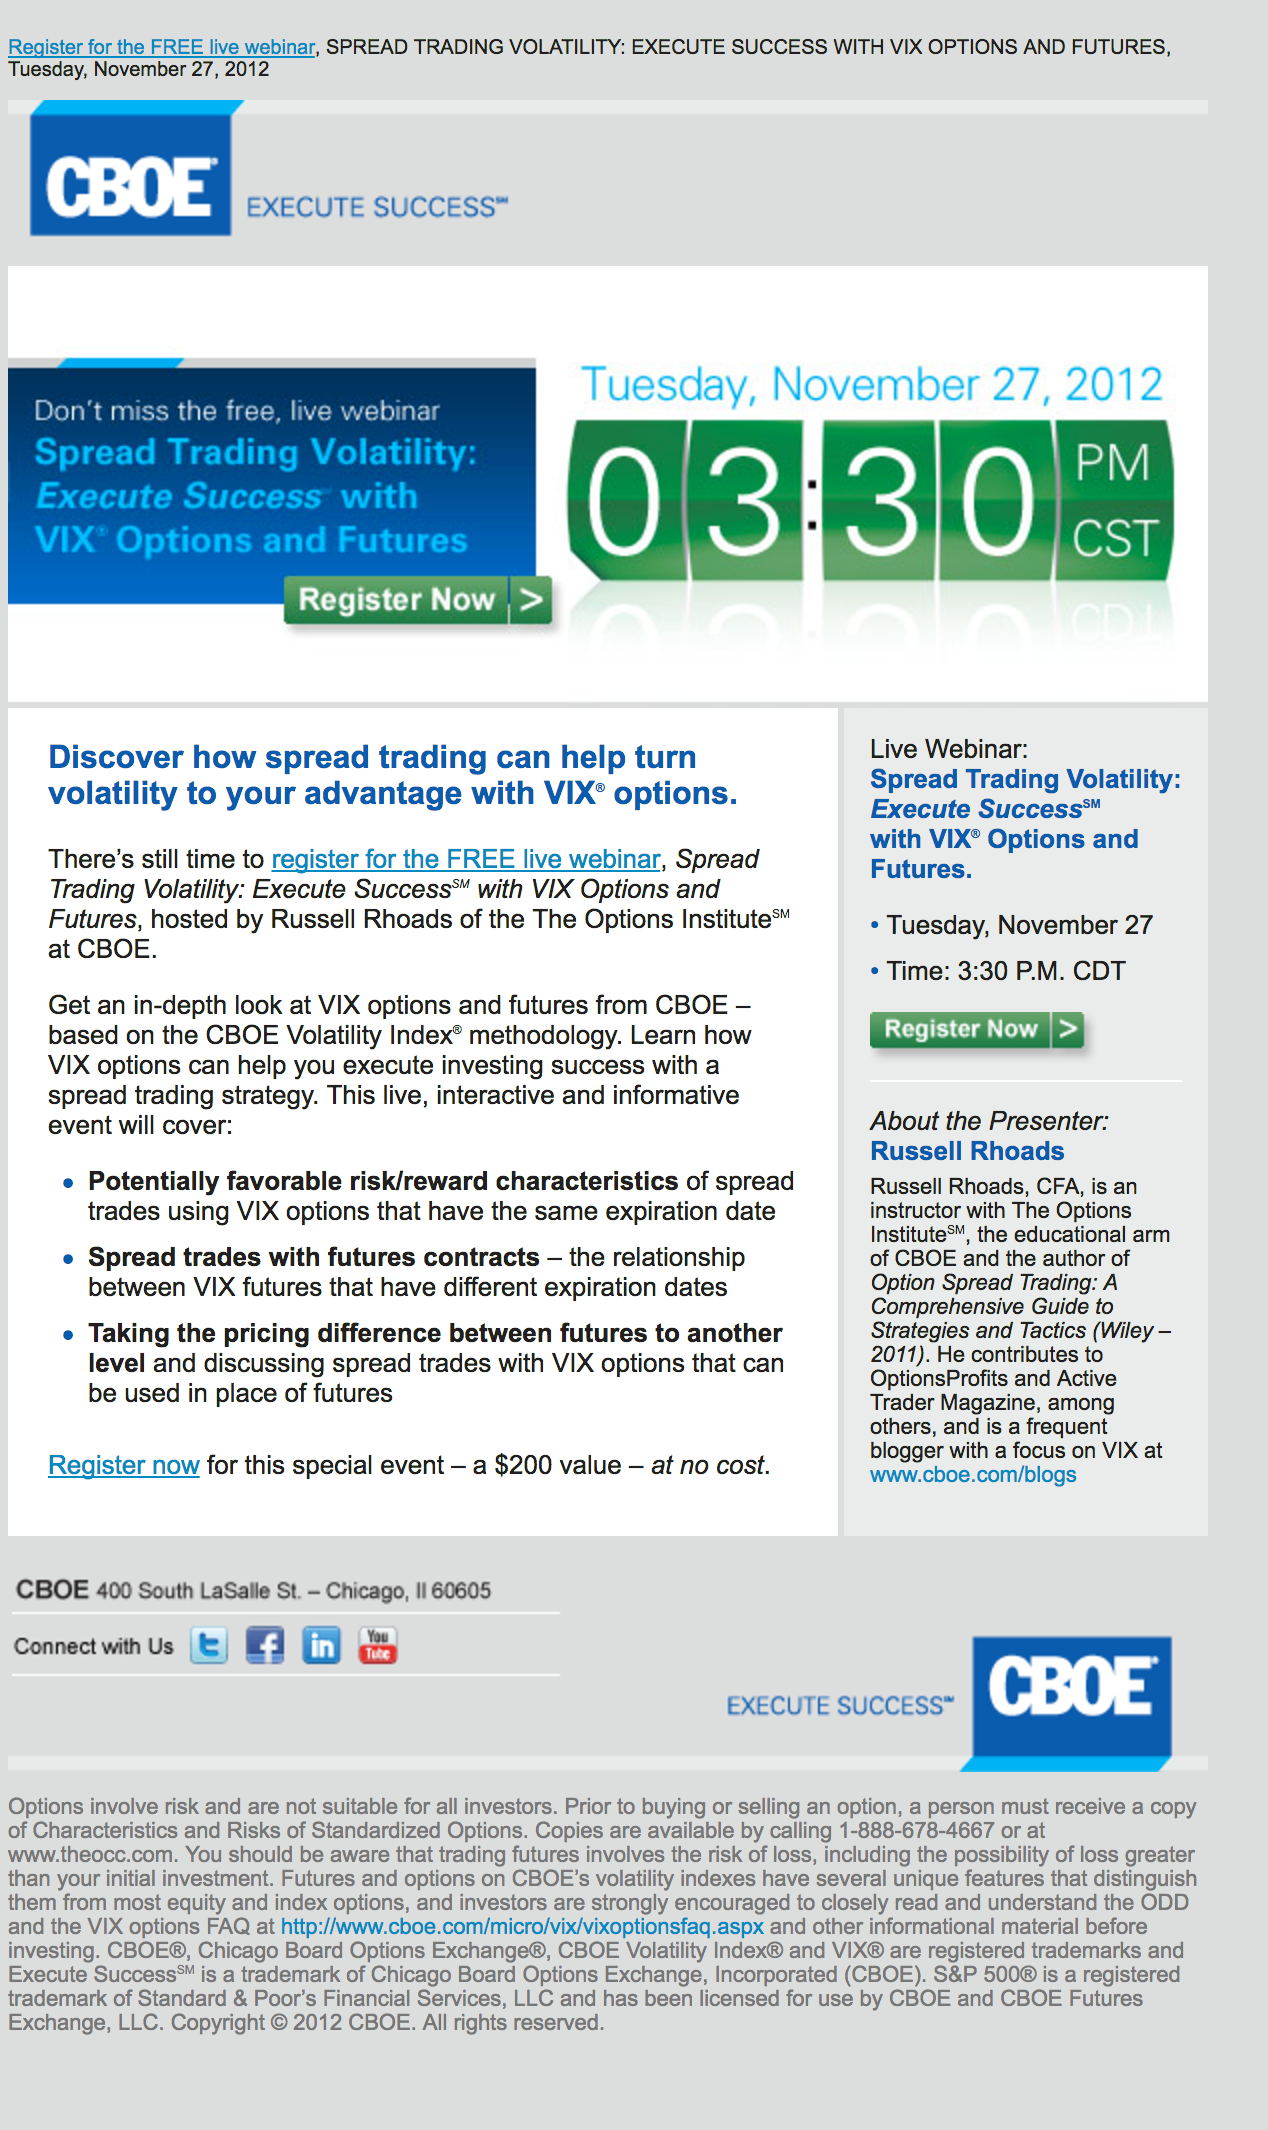 Register for the FREE live webinar, SPREAD TRADING VOLATILITY: EXECUTE SUCCESS WITH VIX OPTIONS AND FUTURES,
Tuesday, November 27, 2012
CBOE®
EXECUTE SUCCESS℠
Don't miss the free, live webinar
Spread Trading Volatility:
Execute Success℠ with
VIX® Options and Futures
Register Now >
Tuesday, November 27, 2012
03:30 PM
CST
Discover how spread trading can help turn
volatility to your advantage with VIX® options.
There’s still time to register for the FREE live webinar, Spread
Trading Volatility: Execute Success℠ with VIX Options and
Futures, hosted by Russell Rhoads of the The Options Institute℠
at CBOE.
Get an in-depth look at VIX options and futures from CBOE –
based on the CBOE Volatility Index® methodology. Learn how
VIX options can help you execute investing success with a
spread trading strategy. This live, interactive and informative
event will cover:
• Potentially favorable risk/reward characteristics of spread
trades using VIX options that have the same expiration date
• Spread trades with futures contracts – the relationship
between VIX futures that have different expiration dates
• Taking the pricing difference between futures to another
level and discussing spread trades with VIX options that can
be used in place of futures
Register now for this special event – a $200 value – at no cost.
Live Webinar:
Spread Trading Volatility:
Execute Success℠
with VIX® Options and
Futures.
• Tuesday, November 27
• Time: 3:30 P.M. CDT
Register Now >
About the Presenter:
Russell Rhoads
Russell Rhoads, CFA, is an
instructor with The Options
Institute℠, the educational arm
of CBOE and the author of
Option Spread Trading: A
Comprehensive Guide to
Strategies and Tactics (Wiley –
2011). He contributes to
OptionsProfits and Active
Trader Magazine, among
others, and is a frequent
blogger with a focus on VIX at
www.cboe.com/blogs
CBOE 400 South LaSalle St. – Chicago, Il 60605
Connect with Us
You
Tube
EXECUTE SUCCESS℠
CBOE®
Options involve risk and are not suitable for all investors. Prior to buying or selling an option, a person must receive a copy
of Characteristics and Risks of Standardized Options. Copies are available by calling 1-888-678-4667 or at
www.theocc.com. You should be aware that trading futures involves the risk of loss, including the possibility of loss greater
than your initial investment. Futures and options on CBOE’s volatility indexes have several unique features that distinguish
them from most equity and index options, and investors are strongly encouraged to closely read and understand the ODD
and the VIX options FAQ at http://www.cboe.com/micro/vix/vixoptionsfaq.aspx and other informational material before
investing. CBOE®, Chicago Board Options Exchange®, CBOE Volatility Index® and VIX® are registered trademarks and
Execute Success℠ is a trademark of Chicago Board Options Exchange, Incorporated (CBOE). S&P 500® is a registered
trademark of Standard & Poor’s Financial Services, LLC and has been licensed for use by CBOE and CBOE Futures
Exchange, LLC. Copyright © 2012 CBOE. All rights reserved.